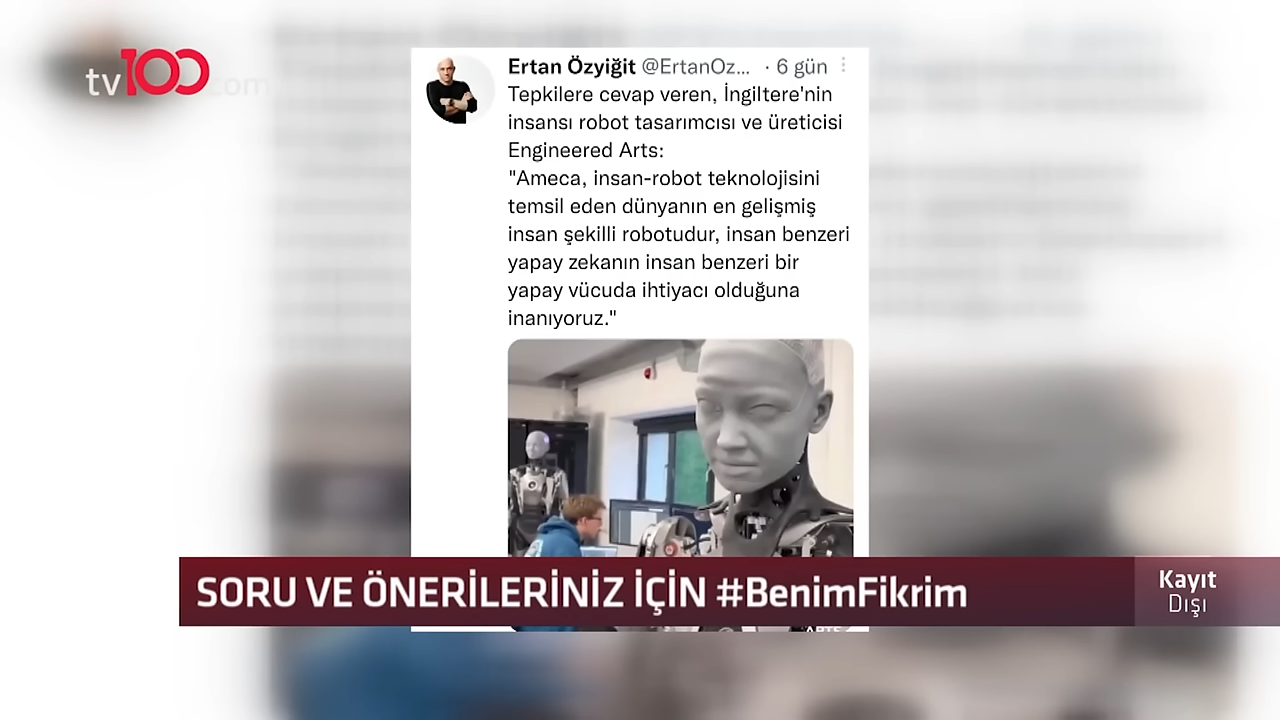 tv100.com
Ertan Özyiğit @ErtanOz... · 6 gün
Tepkilere cevap veren, İngiltere'nin
insansı robot tasarımcısı ve üreticisi
Engineered Arts:
"Ameca, insan-robot teknolojisini
temsil eden dünyanın en gelişmiş
insan şekilli robotudur, insan benzeri
yapay zekanın insan benzeri bir
yapay vücuda ihtiyacı olduğuna
inanıyoruz."
SORU VE ÖNERİLERİNİZ İÇİN #BenimFikrim
Kayıt
Dışı